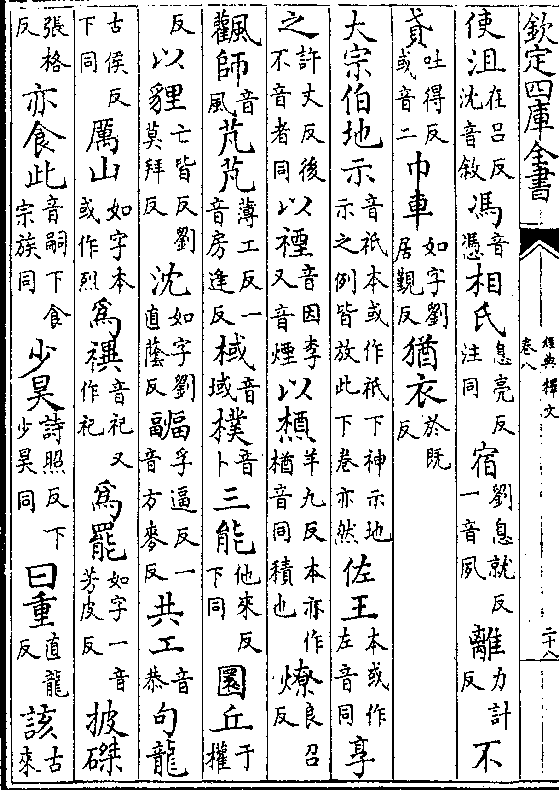 欽定四庫全書
經典釋文
卷八
二十八
使沮在呂反沈音敘馮音憑相氏息亮反注同宿劉息就反一音夙離力計反不
貣吐得反或音二巾車如字劉居覲反猶衣於既反
大宗伯地示音祇本或作祇下神示地示之例皆放此下卷亦然佐王本或作左音同享
之許丈反後不音者同以禋音因李又音煙以槱羊九反本亦作楢音同積也燎良召反
飌師音風芃芃薄工反一音房逢反棫音域樸音卜三能他來反下同圜丘于權
反以貍亡皆反劉莫拜反沈如字劉直蔭反疈孚逼反一音方麥反共工音恭句龍
古侯反下同厲山如字本或作烈為禩音祀又作祀為罷如字一音芳皮反披磔
張格反亦食此音嗣下食宗族同少昊詩照反下少昊同曰重直龍反該古來